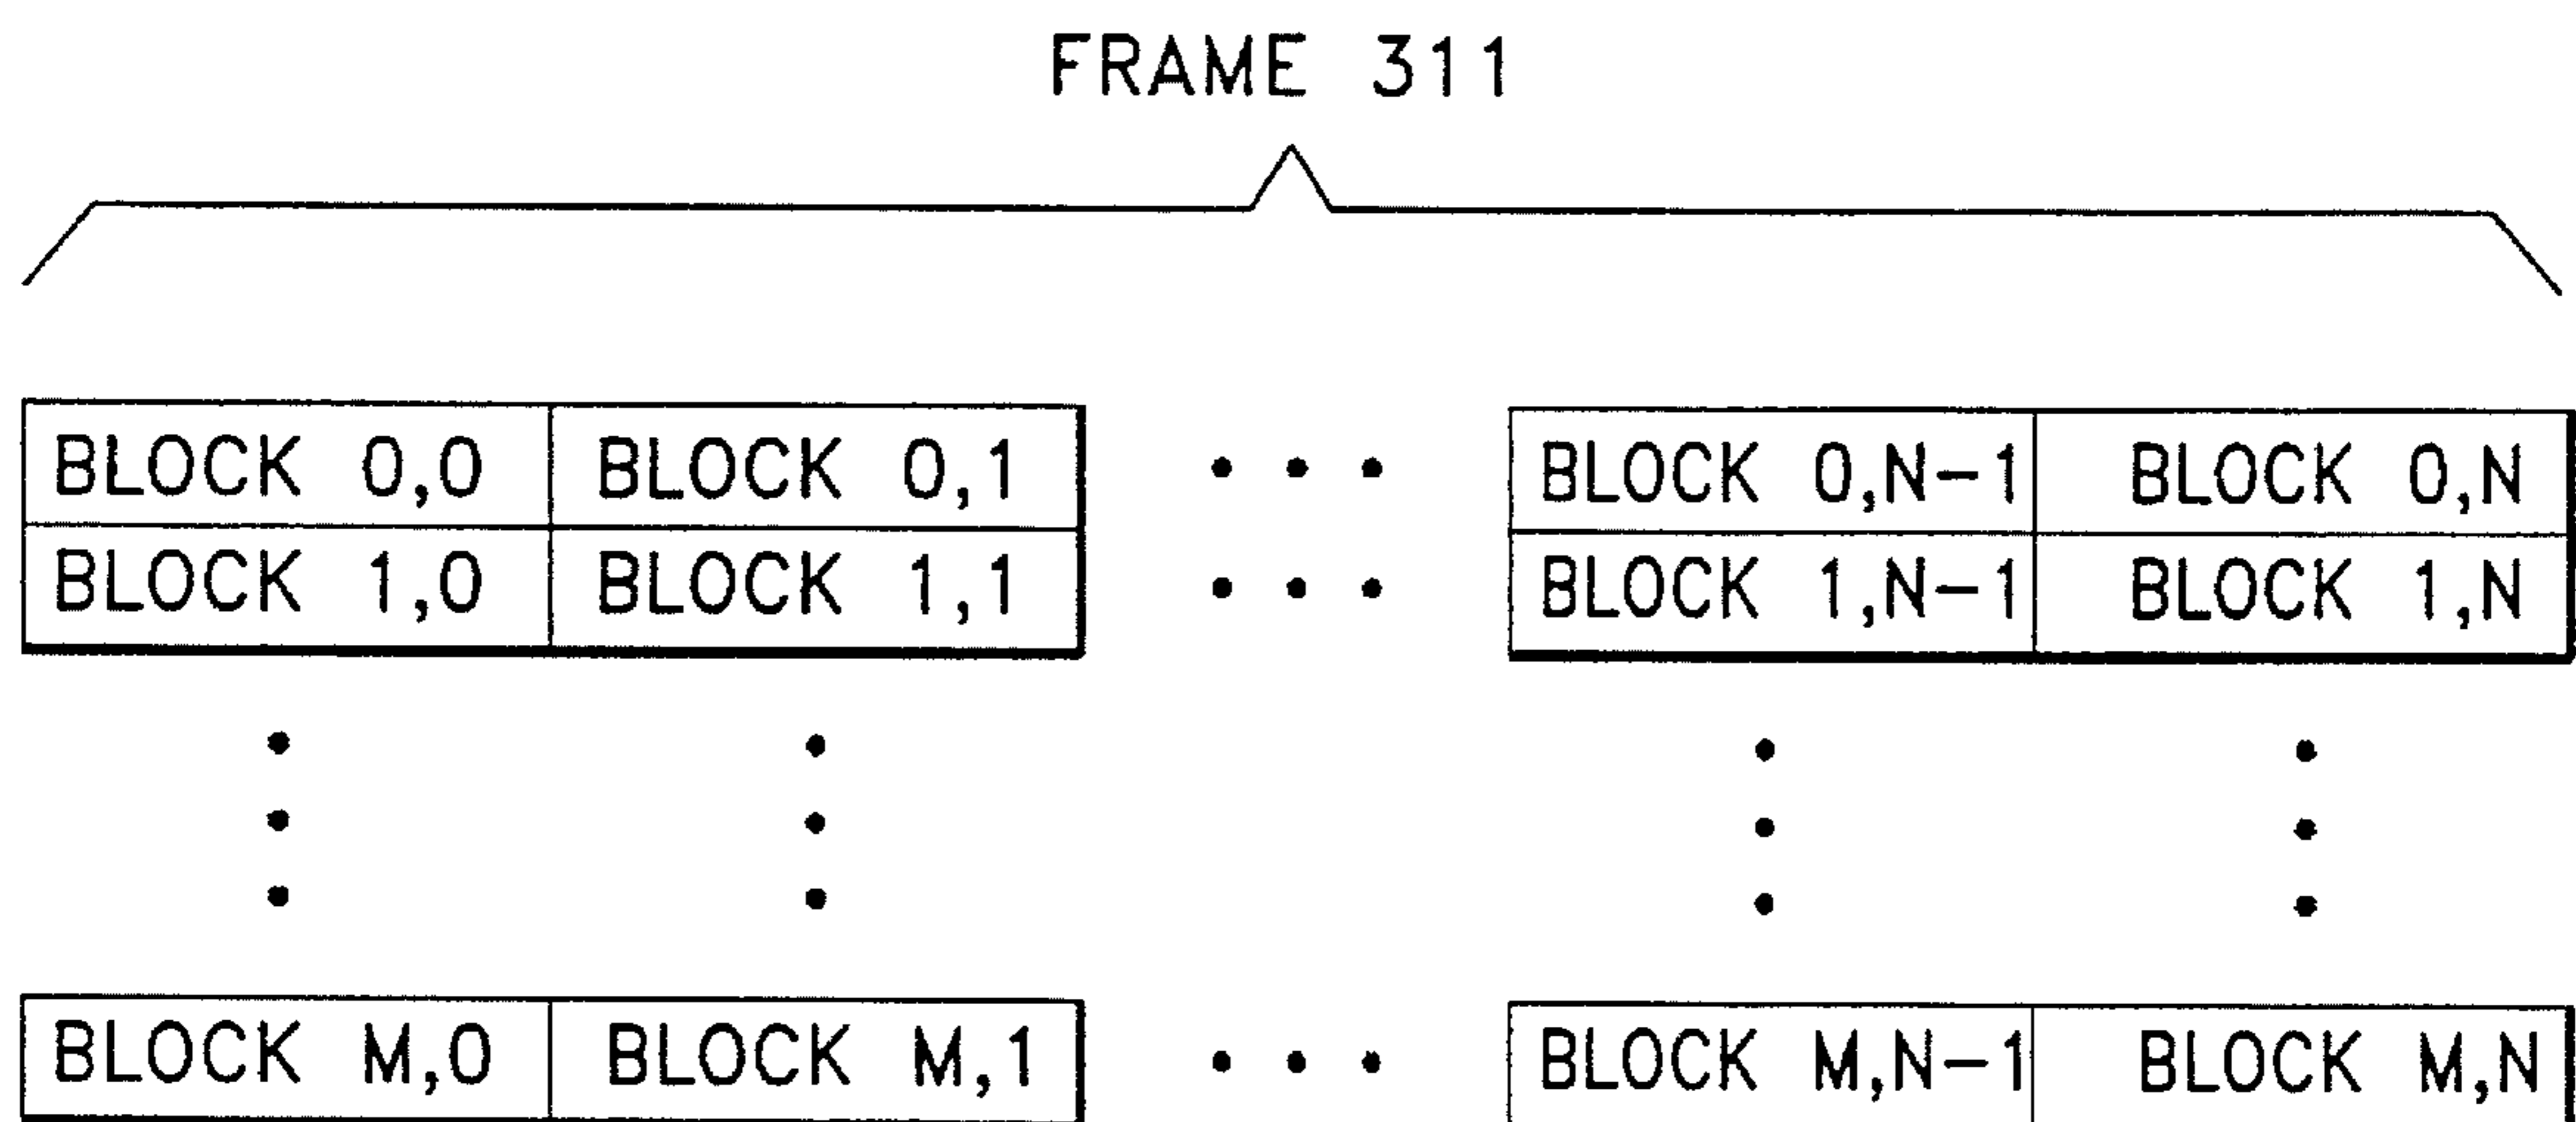 FRAME 311
BLOCK 0,0 BLOCK 0,1 • • • BLOCK 0,N-1 BLOCK 0,N
BLOCK 1,0 BLOCK 1,1 • • • BLOCK 1,N-1 BLOCK 1,N
BLOCK M,0 BLOCK M,1 • • • BLOCK M,N-1 BLOCK M,N